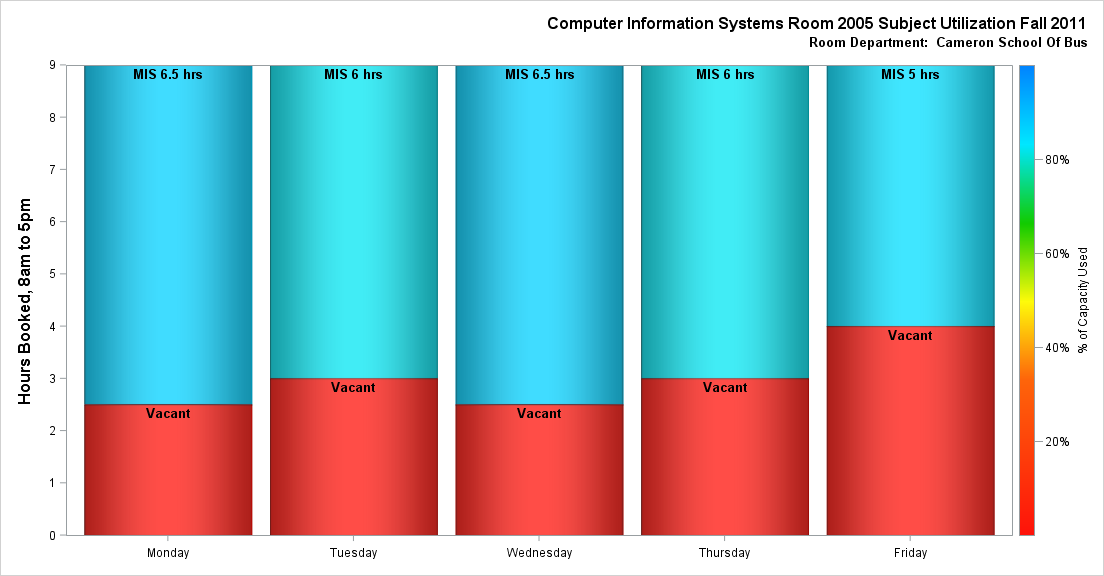 Computer Information Systems Room 2005 Subject Utilization Fall 2011
Room Department: Cameron School Of Bus
Hours Booked, 8am to 5pm
9
8
7
6
5
4
3
2
1
0
MIS 6.5 hrs
MIS 6 hrs
MIS 6.5 hrs
MIS 6 hrs
MIS 5 hrs
Vacant
Vacant
Vacant
Vacant
Vacant
Monday
Tuesday
Wednesday
Thursday
Friday
80%
60%
40%
20%
% of Capacity Used